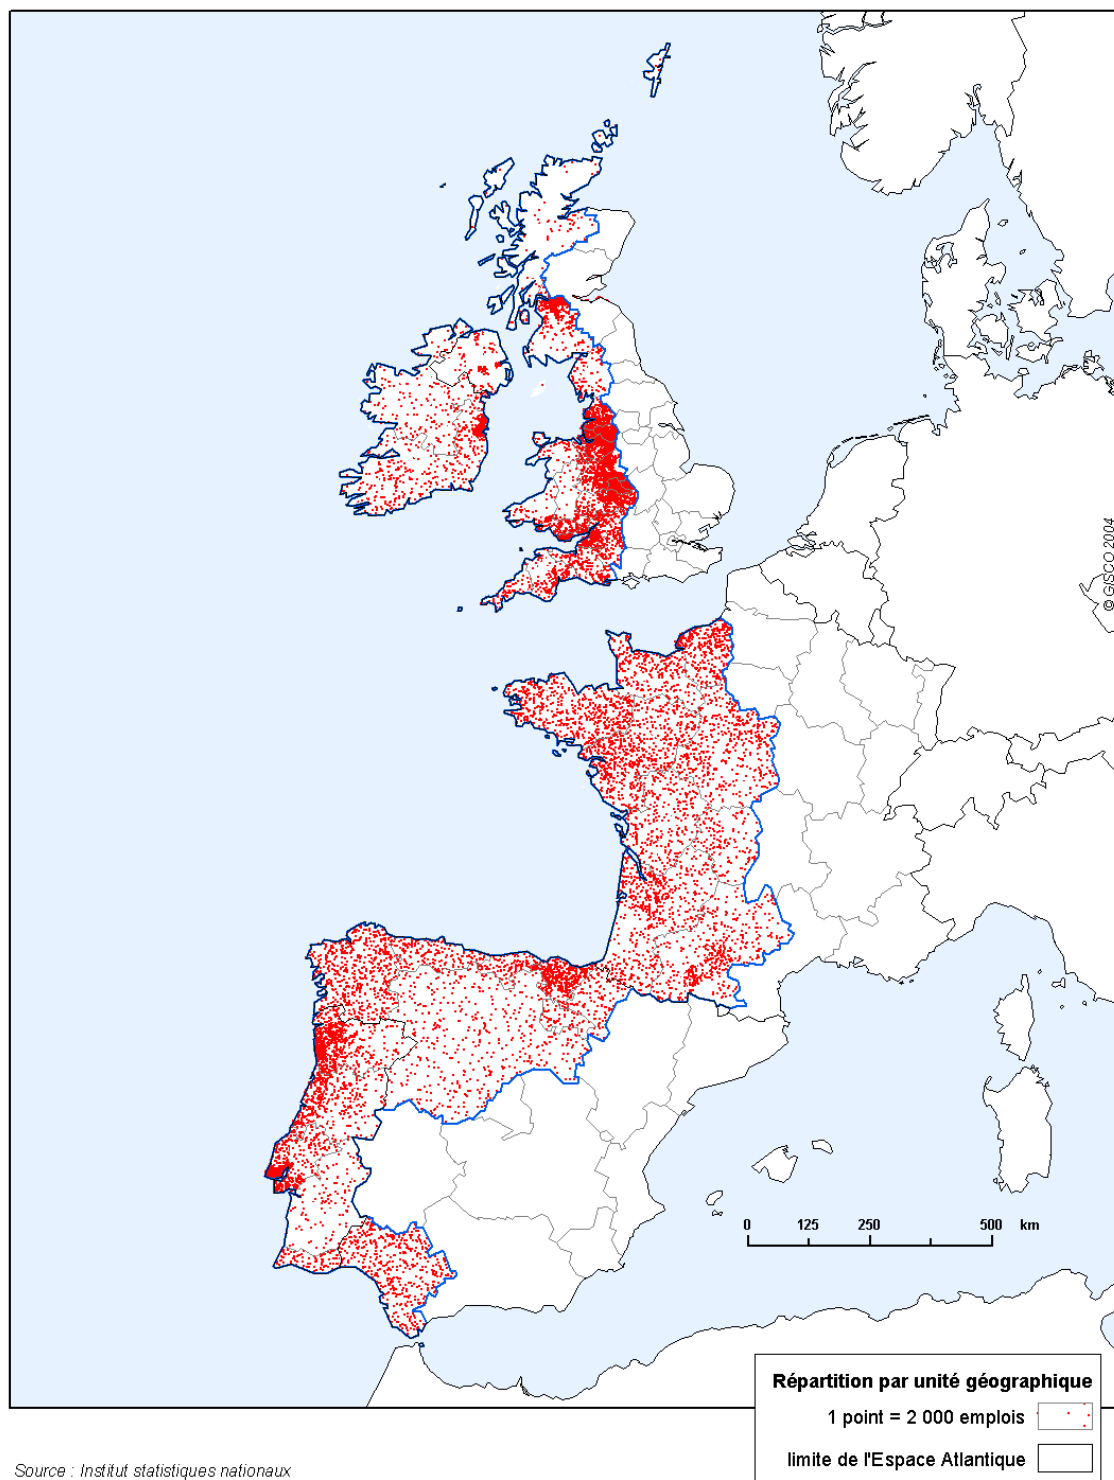 © GISCO 2004
0 125 250 500 km
Répartition par unité géographique
1 point = 2 000 emplois
limite de l'Espace Atlantique
Source : Institut statistiques nationaux